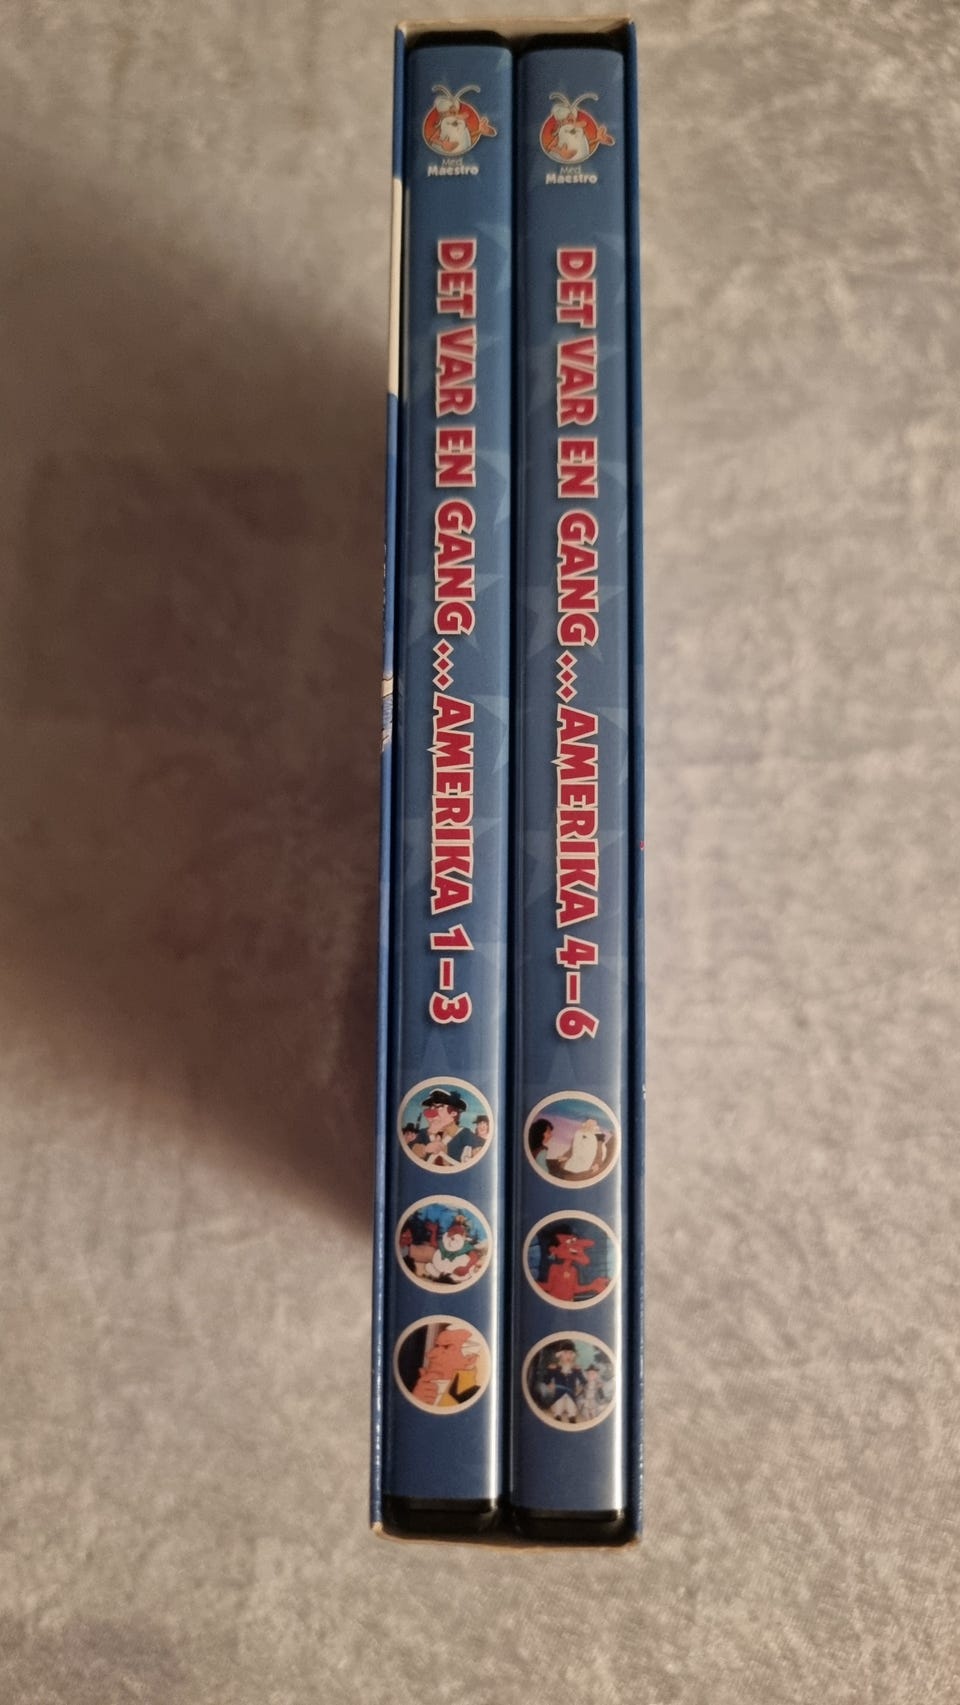 Med
Maestro
DET VAR EN GANG...AMERIKA 1-3
Med
Maestro
DET VAR EN GANG...AMERIKA 4-6